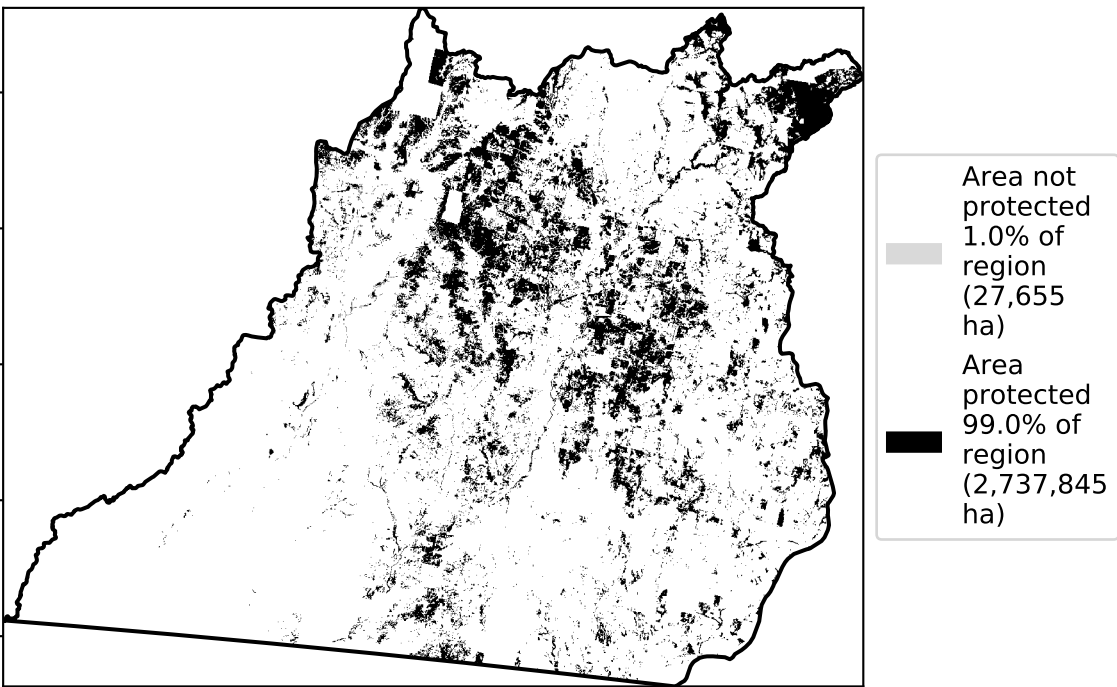 Area not
protected
1.0% of
region
(27,655
ha)
Area
protected
99.0% of
region
(2,737,845
ha)